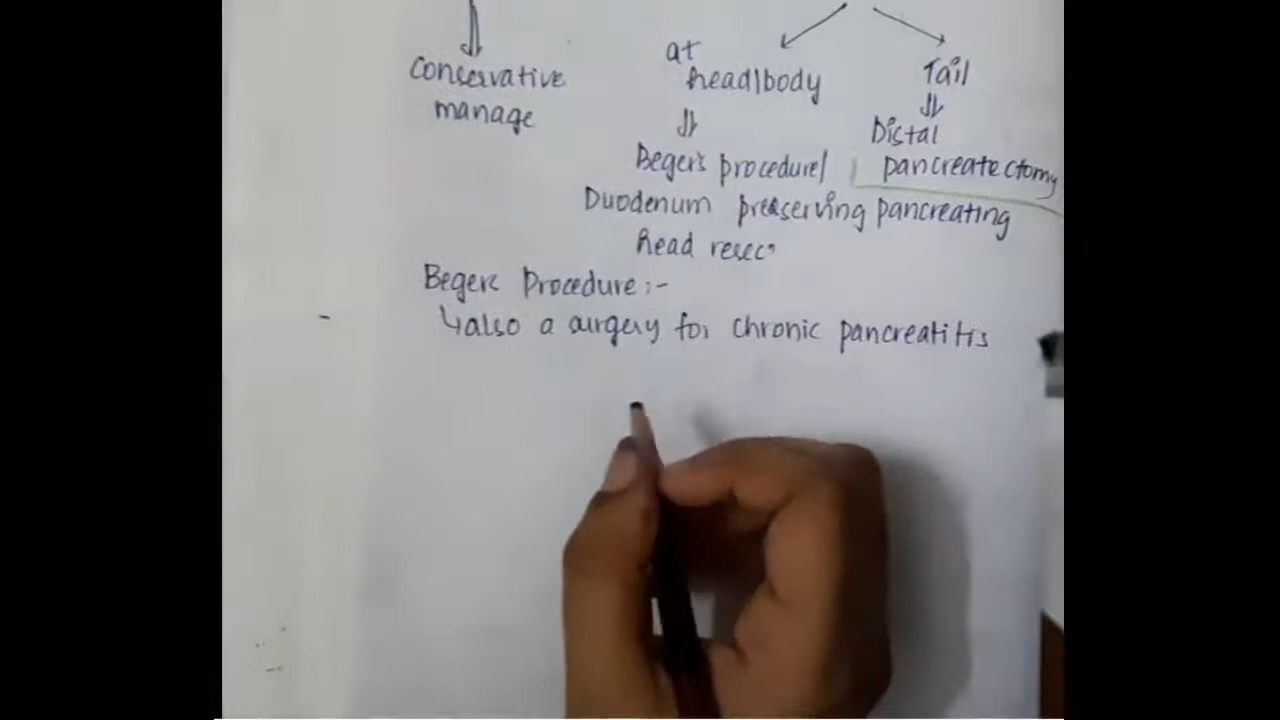 conservative
manage
at
head/body
Beger's procedure/
Duodenum preserving pancreating
head resec"
Tail
Distal
pancreatectomy
Begers Procedure :-
↳ also a surgery for chronic pancreatitis